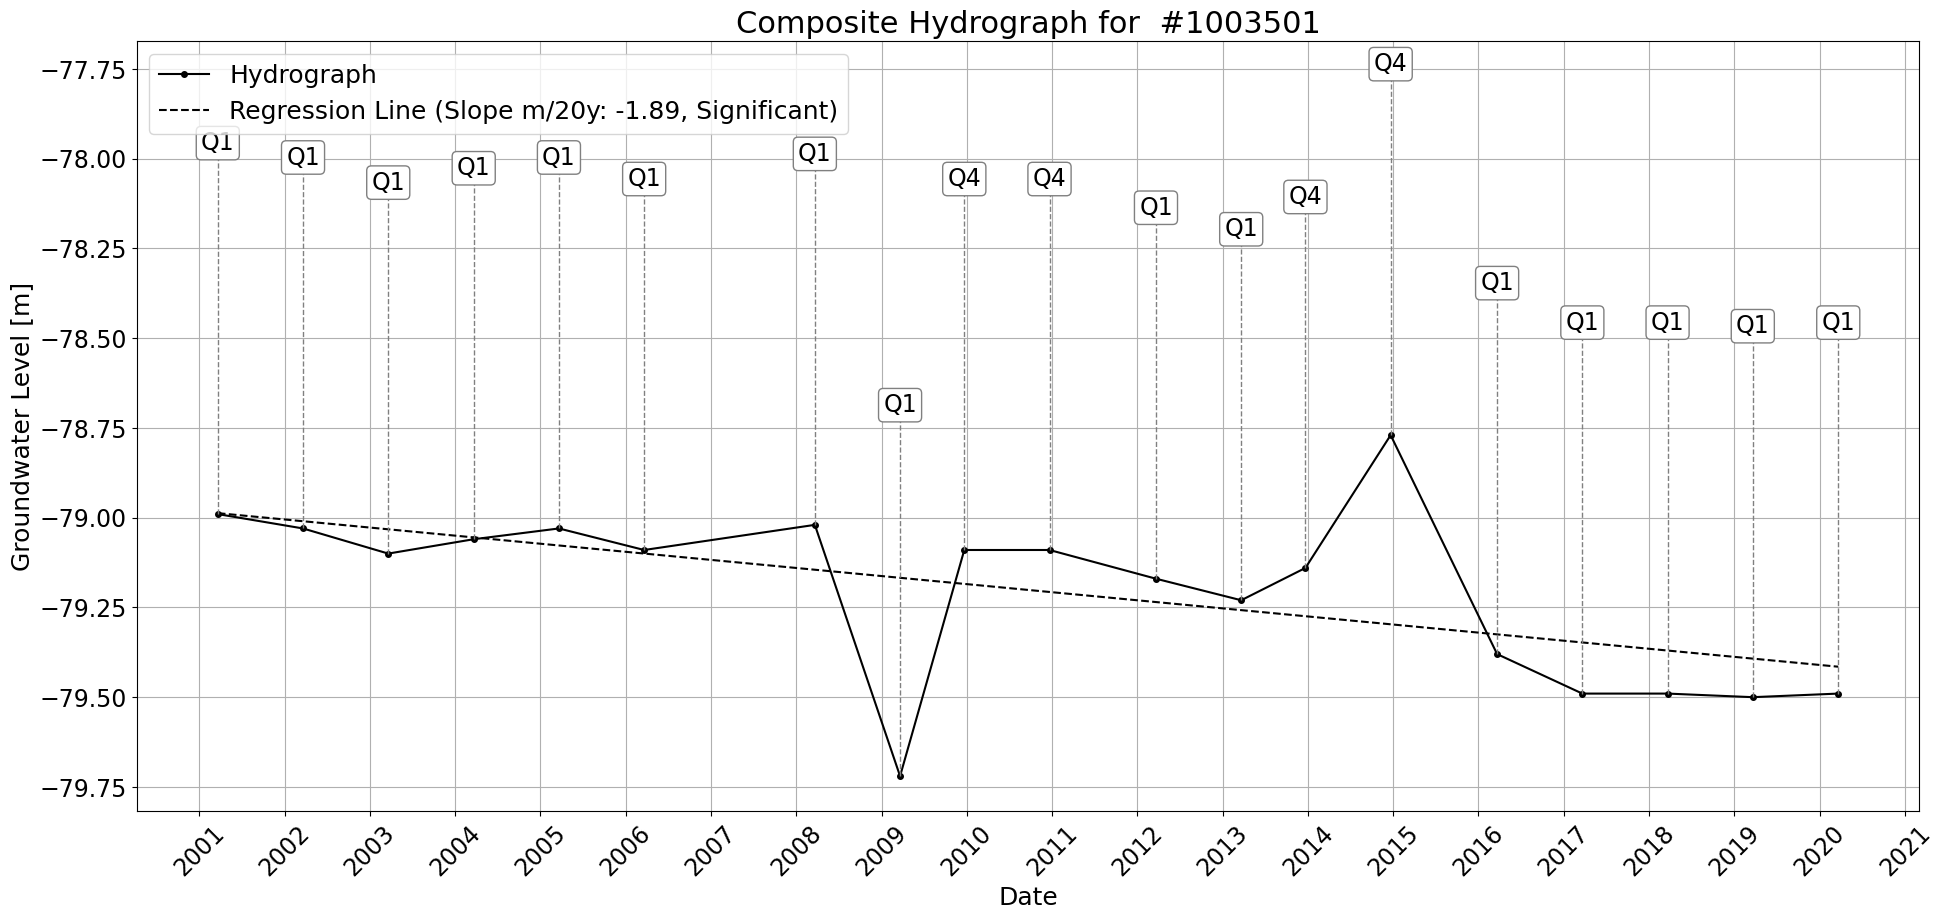 Composite Hydrograph for  #1003501
Hydrograph
Regression Line (Slope m/20y: -1.89, Significant)
Groundwater Level [m]
−77.75
−78.00
−78.25
−78.50
−78.75
−79.00
−79.25
−79.50
−79.75
Q1
Q1
Q1
Q1
Q1
Q1
Q1
Q1
Q4
Q4
Q1
Q1
Q4
Q4
Q1
Q1
Q1
Q1
Q1
2001
2002
2003
2004
2005
2006
2007
2008
2009
2010
2011
2012
2013
2014
2015
2016
2017
2018
2019
2020
2021
Date